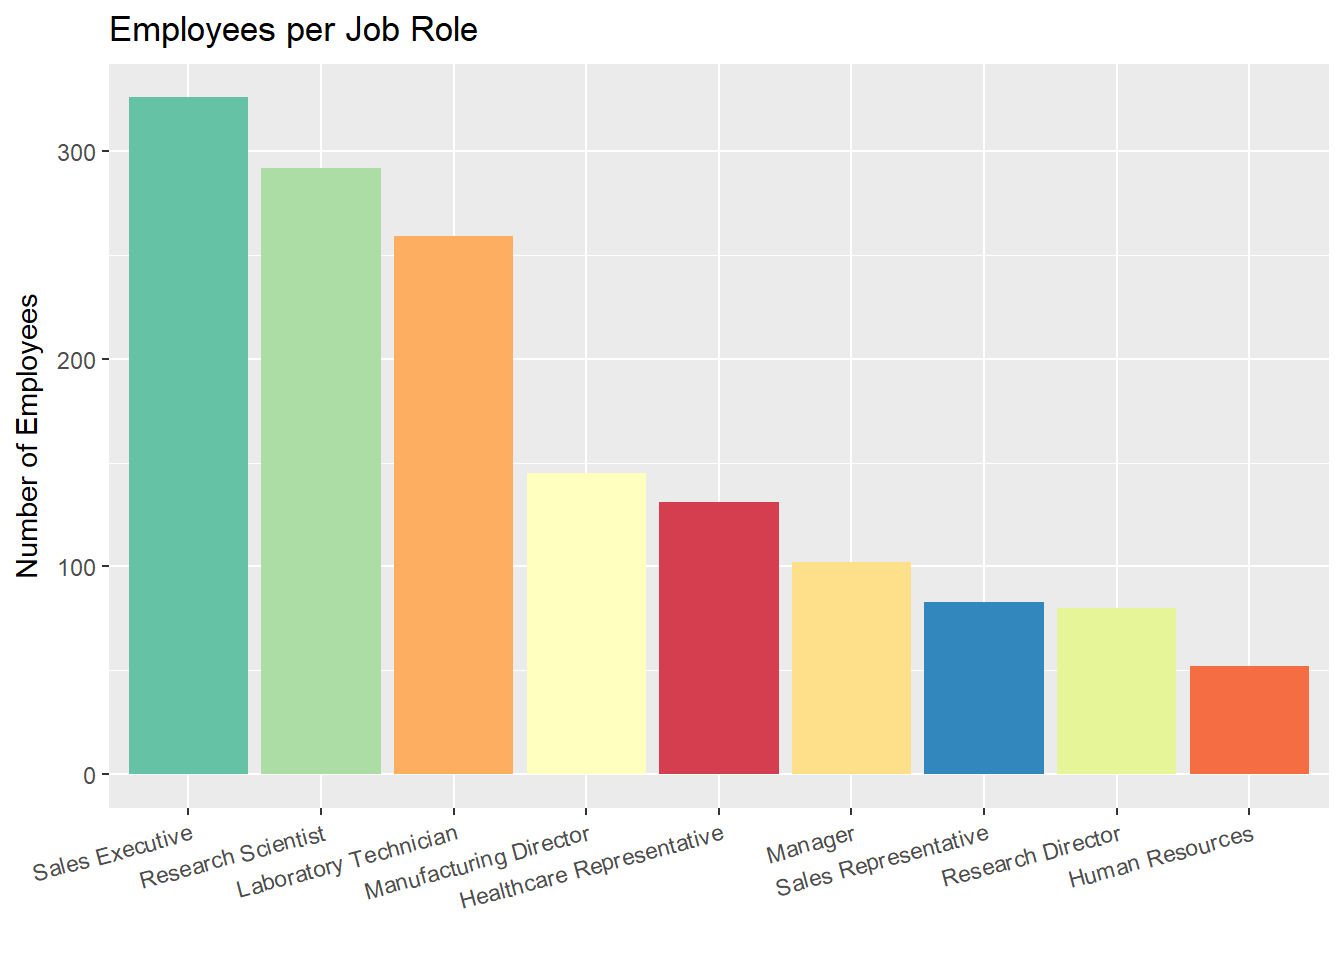 Employees per Job Role
Number of Employees
300
200
100
0
Sales Executive
Research Scientist
Laboratory Technician
Manufacturing Director
Healthcare Representative
Manager
Sales Representative
Research Director
Human Resources